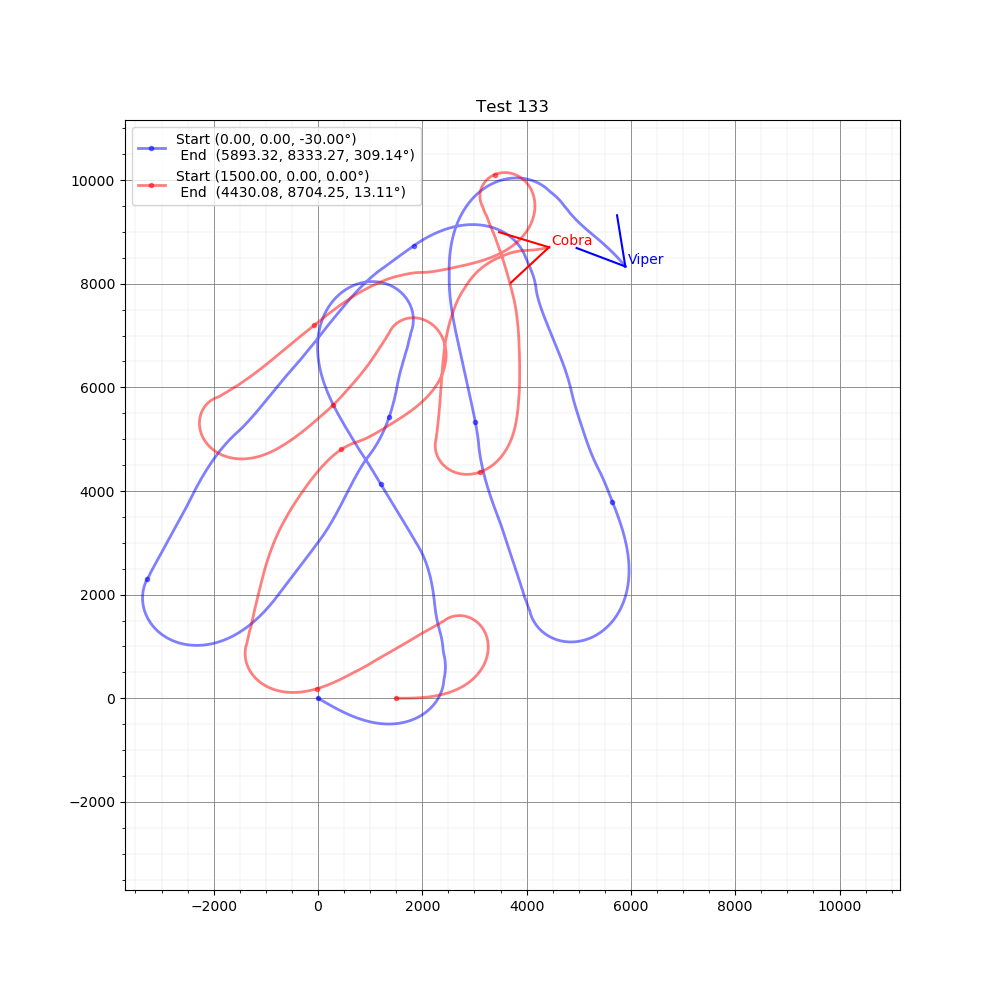 Test 133
Start (0.00, 0.00, -30.00°)
End  (5893.32, 8333.27, 309.14°)
Start (1500.00, 0.00, 0.00°)
End  (4430.08, 8704.25, 13.11°)
Cobra
Viper
10000
8000
6000
4000
2000
0
−2000
−2000
0
2000
4000
6000
8000
10000